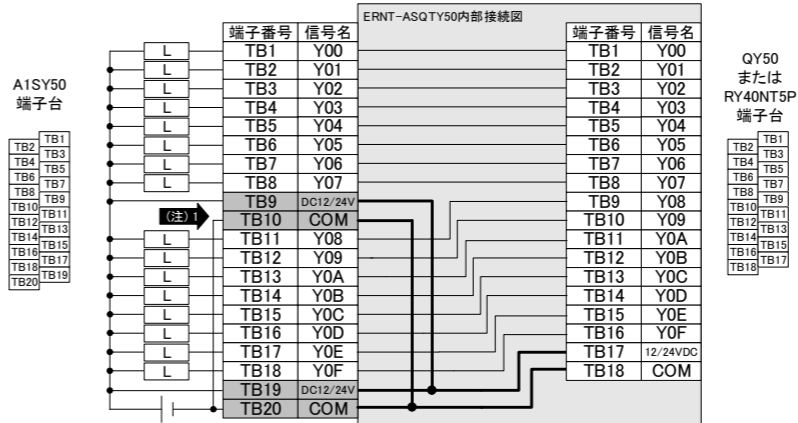 ERNT-ASQTY50内部接続図
A1SY50
端子台
TB1
TB2
TB3
TB4
TB5
TB6
TB7
TB8
TB9
TB10
TB11
TB12
TB13
TB14
TB15
TB16
TB17
TB18
TB19
TB20
端子番号 信号名
L TB1 Y00
L TB2 Y01
L TB3 Y02
L TB4 Y03
L TB5 Y04
L TB6 Y05
L TB7 Y06
L TB8 Y07
TB9 DC12/24V
(注) 1 TB10 COM
L TB11 Y08
L TB12 Y09
L TB13 Y0A
L TB14 Y0B
L TB15 Y0C
L TB16 Y0D
L TB17 Y0E
L TB18 Y0F
TB19 DC12/24V
TB20 COM
端子番号 信号名
TB1 Y00
TB2 Y01
TB3 Y02
TB4 Y03
TB5 Y04
TB6 Y05
TB7 Y06
TB8 Y07
TB9 Y08
TB10 Y09
TB11 Y0A
TB12 Y0B
TB13 Y0C
TB14 Y0D
TB15 Y0E
TB16 Y0F
TB17 12/24VDC
TB18 COM
QY50
または
RY40NT5P
端子台
TB1
TB2
TB3
TB4
TB5
TB6
TB7
TB8
TB9
TB10
TB11
TB12
TB13
TB14
TB15
TB16
TB17
TB18